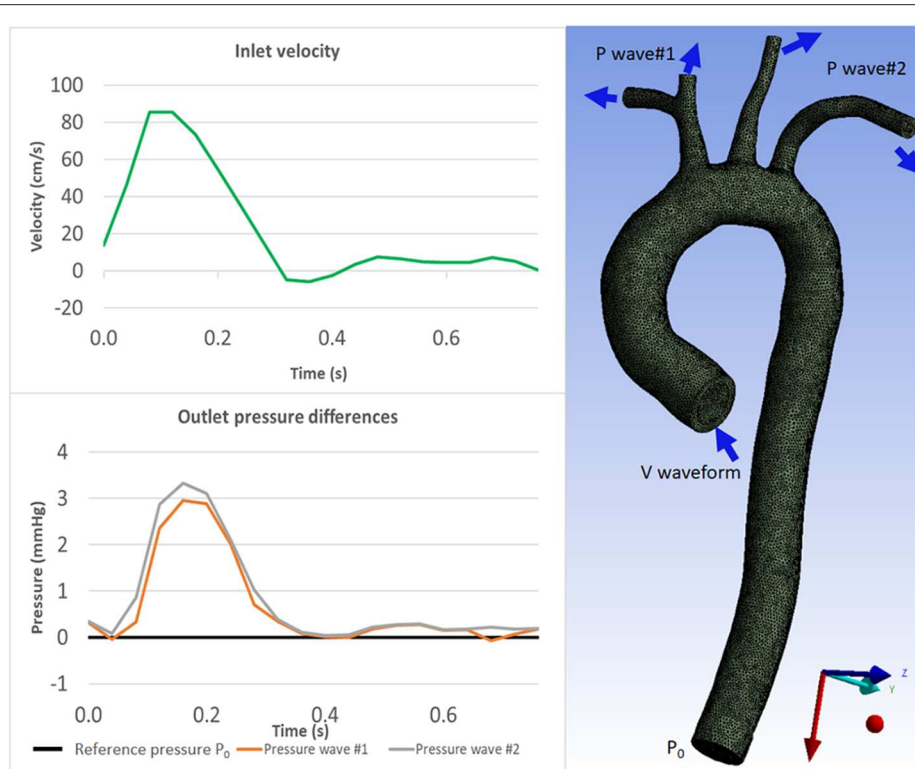 Inlet velocity
100
80
60
40
20
0
-20
Velocity (cm/s)
0.0 0.2 0.4 0.6
Time (s)
Outlet pressure differences
4
3
2
1
0
-1
Pressure (mmHg)
0.0 0.2 0.4 0.6
Time (s)
Reference pressure P₀ Pressure wave #1 Pressure wave #2
P wave#1
P wave#2
V waveform
P₀
Z
Y